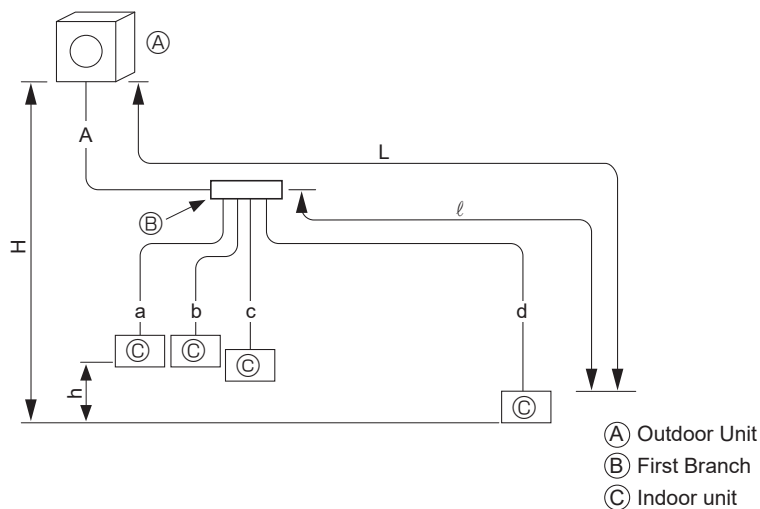 Ⓐ
A
L
Ⓑ
ℓ
H
a
b
c
d
Ⓒ
Ⓒ
Ⓒ
h
Ⓒ
Ⓐ Outdoor Unit
Ⓑ First Branch
Ⓒ Indoor unit